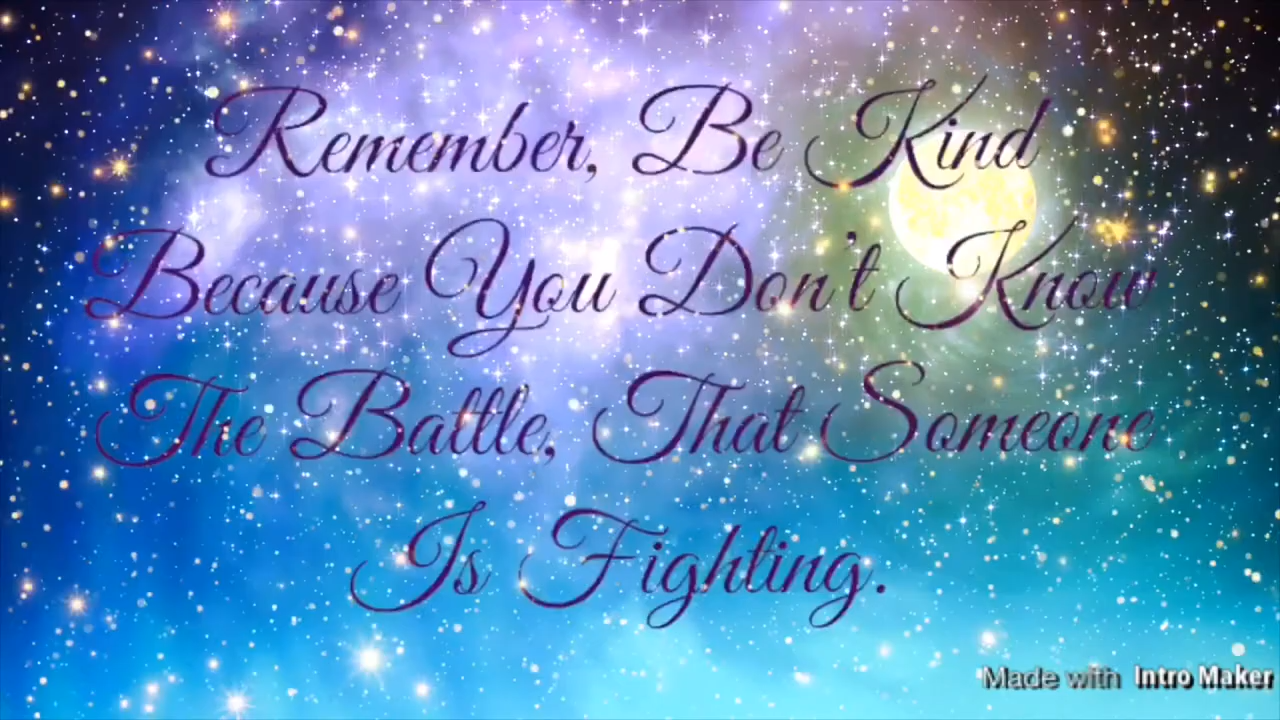 Remember, Be Kind
Because You Don't Know
The Battle, That Someone
Is Fighting.
Made with Intro Maker